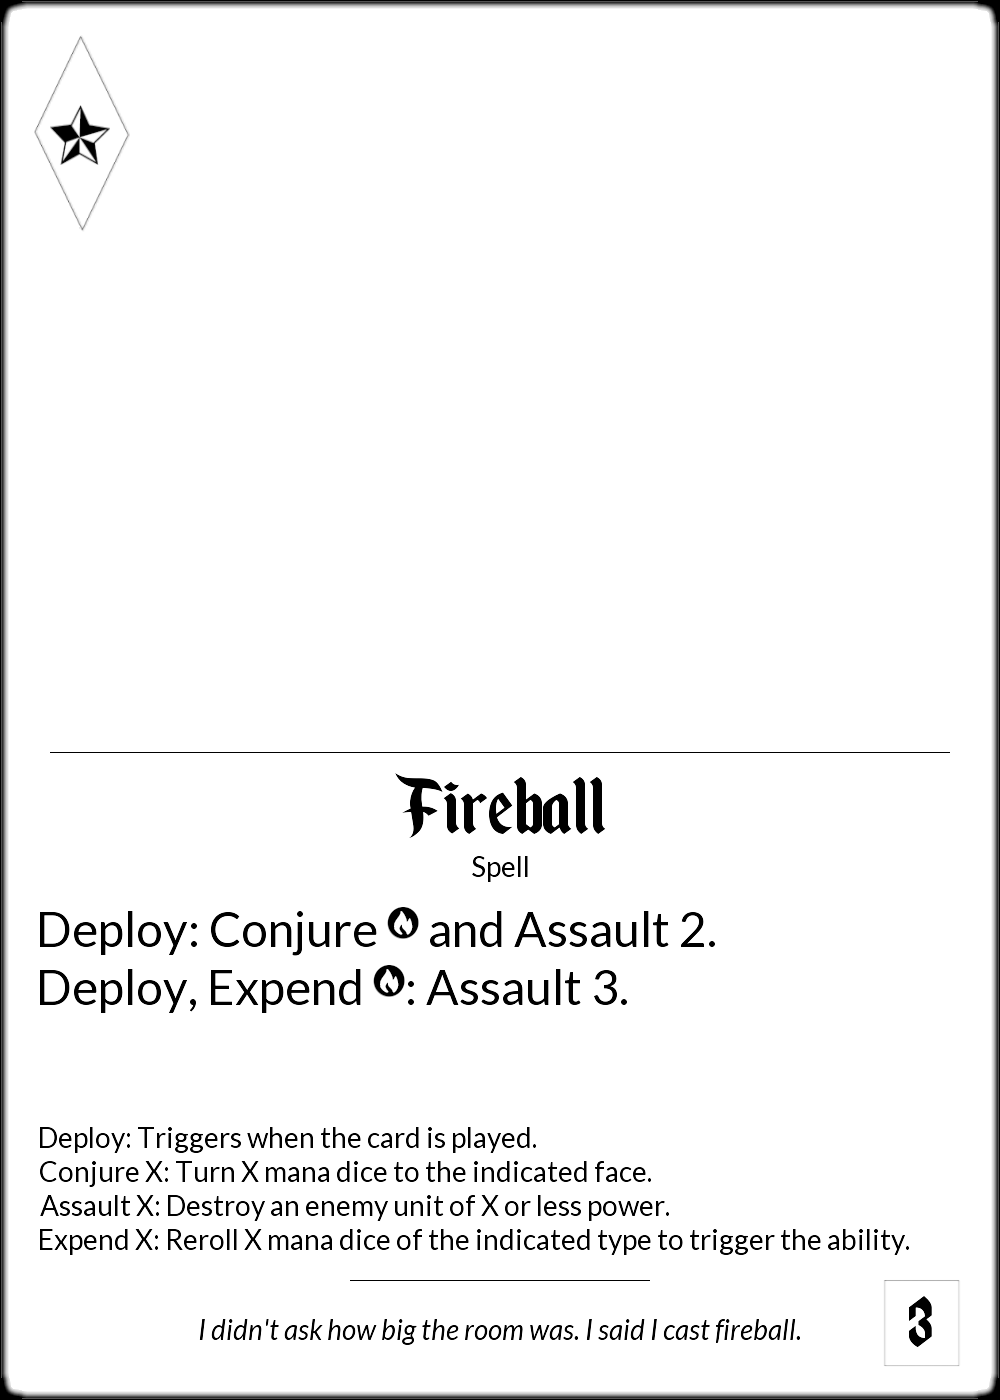 Fireball
Spell
Deploy: Conjure and Assault 2.
Deploy, Expend : Assault 3.
Deploy: Triggers when the card is played.
Conjure X: Turn X mana dice to the indicated face.
Assault X: Destroy an enemy unit of X or less power.
Expend X: Reroll X mana dice of the indicated type to trigger the ability.
I didn't ask how big the room was. I said I cast fireball.
3